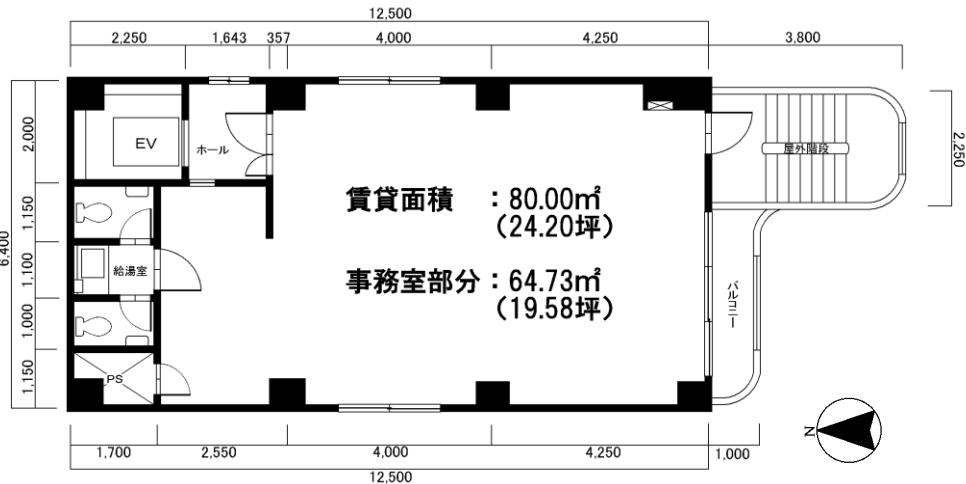 12,500
2,250 1,643 357 4,000 4,250 3,800
6,400
2,000
1,150
1,100
1,000
1,150
2,250
EV
ホール
屋外階段
賃貸面積 :80.00㎡
(24.20坪)
給湯室
事務室部分:64.73㎡
(19.58坪)
バルコニー
PS
N
1,700 2,550 4,000 4,250 1,000
12,500